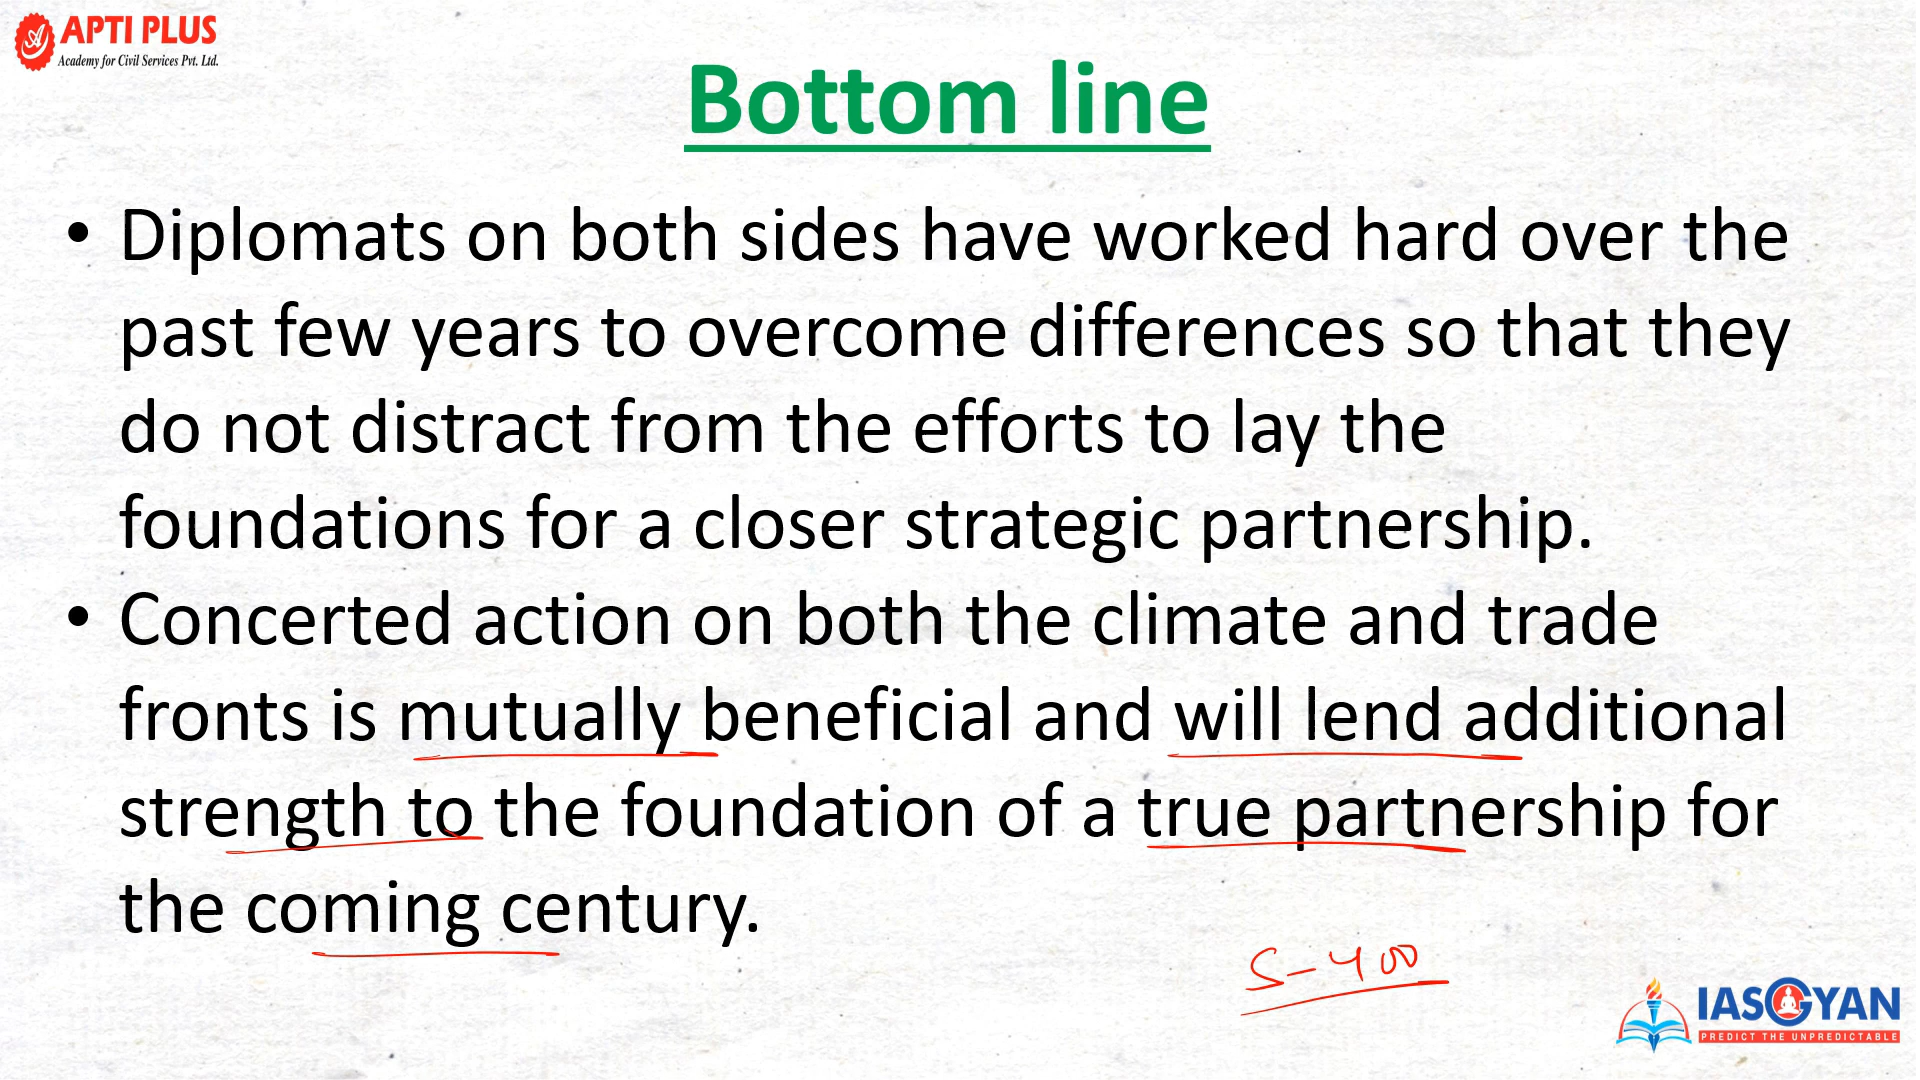 APTI PLUS
Academy for Civil Services Pvt. Ltd.
Bottom line
• Diplomats on both sides have worked hard over the
past few years to overcome differences so that they
do not distract from the efforts to lay the
foundations for a closer strategic partnership.
• Concerted action on both the climate and trade
fronts is mutually beneficial and will lend additional
strength to the foundation of a true partnership for
the coming century.
S-400
IASGYAN
PREDICT THE UNPREDICTABLE